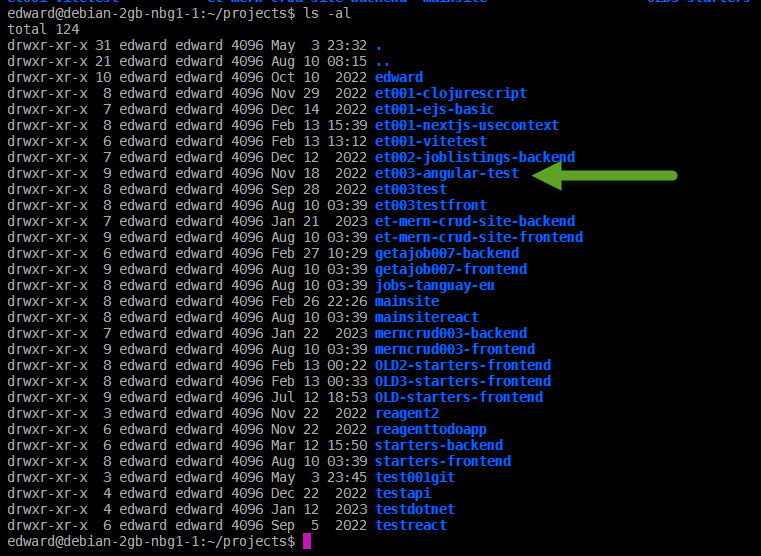 edward@debian-2gb-nbg1-1:~/projects$ ls -al
total 124
drwxr-xr-x 31 edward edward 4096 May  3 23:32 .
drwxr-xr-x 21 edward edward 4096 Aug 10 08:15 ..
drwxr-xr-x 10 edward edward 4096 Oct 10  2022 edward
drwxr-xr-x  8 edward edward 4096 Nov 29  2022 et001-clojurescript
drwxr-xr-x  7 edward edward 4096 Dec 14  2022 et001-ejs-basic
drwxr-xr-x  8 edward edward 4096 Feb 13 15:39 et001-nextjs-usecontext
drwxr-xr-x  6 edward edward 4096 Feb 13 13:12 et001-vitetest
drwxr-xr-x  7 edward edward 4096 Dec 12  2022 et002-joblistings-backend
drwxr-xr-x  9 edward edward 4096 Nov 18  2022 et003-angular-test
drwxr-xr-x  8 edward edward 4096 Sep 28  2022 et003test
drwxr-xr-x  8 edward edward 4096 Aug 10 03:39 et003testfront
drwxr-xr-x  7 edward edward 4096 Jan 21  2023 et-mern-crud-site-backend
drwxr-xr-x  9 edward edward 4096 Aug 10 03:39 et-mern-crud-site-frontend
drwxr-xr-x  6 edward edward 4096 Feb 27 10:29 getajob007-backend
drwxr-xr-x  9 edward edward 4096 Aug 10 03:39 getajob007-frontend
drwxr-xr-x  8 edward edward 4096 Aug 10 03:39 jobs-tanguay-eu
drwxr-xr-x  8 edward edward 4096 Feb 26 22:26 mainsite
drwxr-xr-x  8 edward edward 4096 Aug 10 03:39 mainsitereact
drwxr-xr-x  7 edward edward 4096 Jan 22  2023 merncrud003-backend
drwxr-xr-x  9 edward edward 4096 Aug 10 03:39 merncrud003-frontend
drwxr-xr-x  8 edward edward 4096 Feb 13 00:22 OLD2-starters-frontend
drwxr-xr-x  8 edward edward 4096 Feb 13 00:33 OLD3-starters-frontend
drwxr-xr-x  9 edward edward 4096 Jul 12 18:53 OLD-starters-frontend
drwxr-xr-x  3 edward edward 4096 Nov 22  2022 reagent2
drwxr-xr-x  6 edward edward 4096 Nov 22  2022 reagenttodoapp
drwxr-xr-x  6 edward edward 4096 Mar 12 15:50 starters-backend
drwxr-xr-x  8 edward edward 4096 Aug 10 03:39 starters-frontend
drwxr-xr-x  3 edward edward 4096 May  3 23:45 test001git
drwxr-xr-x  4 edward edward 4096 Dec 22  2022 testapi
drwxr-xr-x  4 edward edward 4096 Jan 12  2023 testdotnet
drwxr-xr-x  6 edward edward 4096 Sep  5  2022 testreact
edward@debian-2gb-nbg1-1:~/projects$